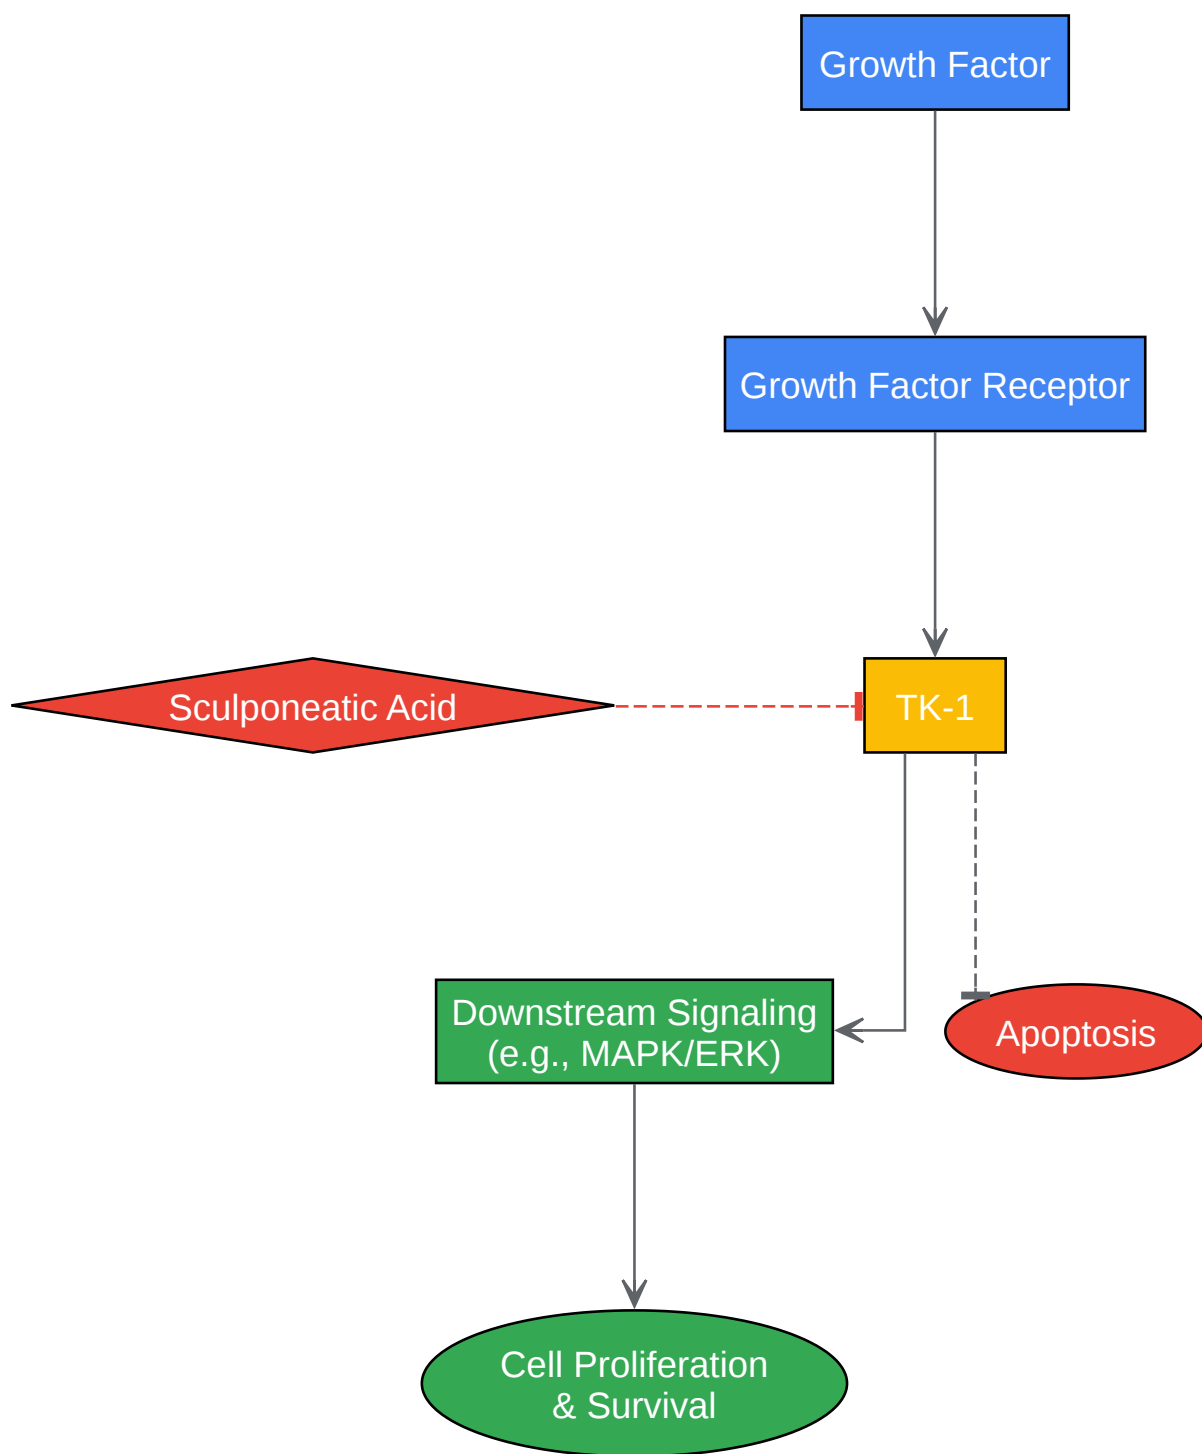 Growth Factor
Growth Factor Receptor
Sculponeatic Acid
TK-1
Downstream Signaling
(e.g., MAPK/ERK)
Apoptosis
Cell Proliferation
& Survival